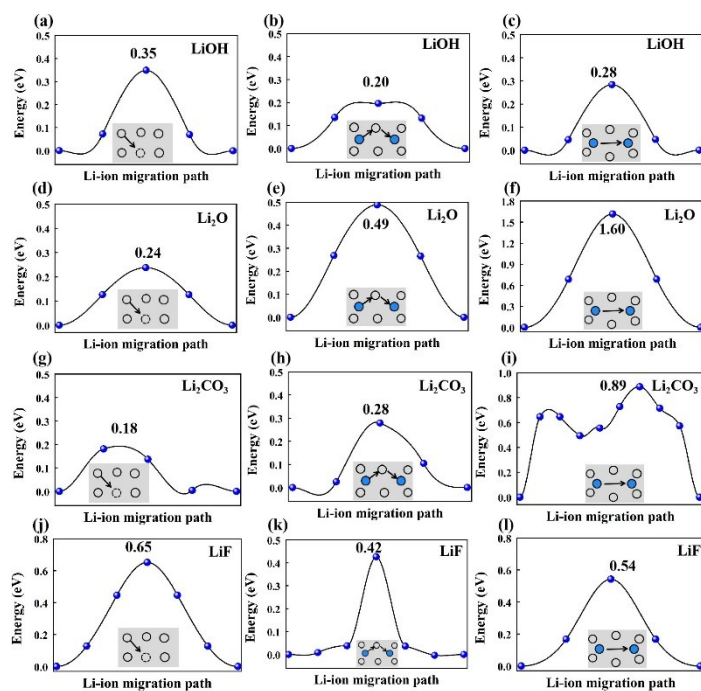 (a)
LiOH
0.35
Energy (eV)
0.5
0.4
0.3
0.2
0.1
0.0
Li-ion migration path
(b)
LiOH
0.20
Energy (eV)
0.5
0.4
0.3
0.2
0.1
0.0
Li-ion migration path
(c)
LiOH
0.28
Energy (eV)
0.5
0.4
0.3
0.2
0.1
0.0
Li-ion migration path
(d)
Li₂O
0.24
Energy (eV)
0.5
0.4
0.3
0.2
0.1
0.0
Li-ion migration path
(e)
Li₂O
0.49
Energy (eV)
0.5
0.4
0.3
0.2
0.1
0.0
Li-ion migration path
(f)
Li₂O
1.60
Energy (eV)
1.8
1.5
1.2
0.9
0.6
0.3
0.0
Li-ion migration path
(g)
Li₂CO₃
0.18
Energy (eV)
0.5
0.4
0.3
0.2
0.1
0.0
Li-ion migration path
(h)
Li₂CO₃
0.28
Energy (eV)
0.5
0.4
0.3
0.2
0.1
0.0
Li-ion migration path
(i)
Li₂CO₃
0.89
Energy (eV)
1.0
0.8
0.6
0.4
0.2
0.0
Li-ion migration path
(j)
LiF
0.65
Energy (eV)
0.8
0.6
0.4
0.2
0.0
Li-ion migration path
(k)
LiF
0.42
Energy (eV)
0.5
0.4
0.3
0.2
0.1
0.0
Li-ion migration path
(l)
LiF
0.54
Energy (eV)
0.8
0.6
0.4
0.2
0.0
Li-ion migration path